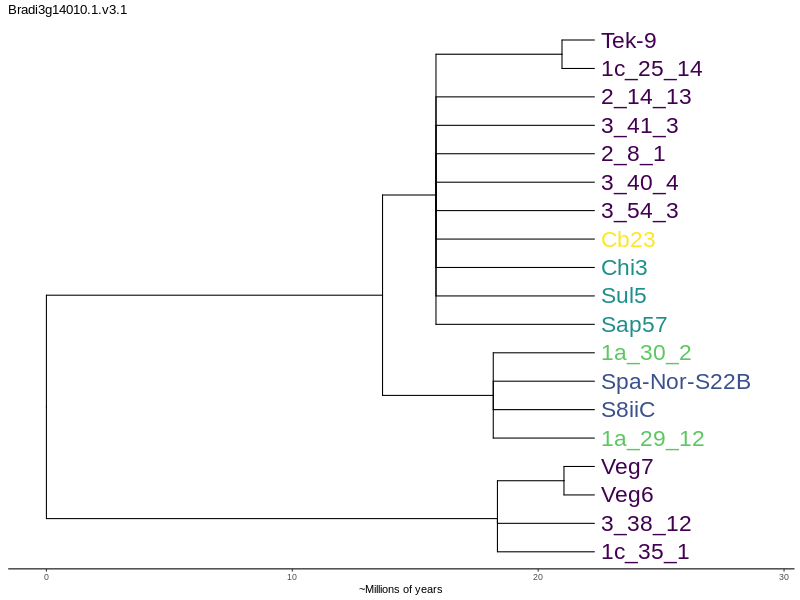 Bradi3g14010.1.v3.1
Tek-9
1c_25_14
2_14_13
3_41_3
2_8_1
3_40_4
3_54_3
Cb23
Chi3
Sul5
Sap57
1a_30_2
Spa-Nor-S22B
S8iiC
1a_29_12
Veg7
Veg6
3_38_12
1c_35_1
0 10 20 30
~Millions of years